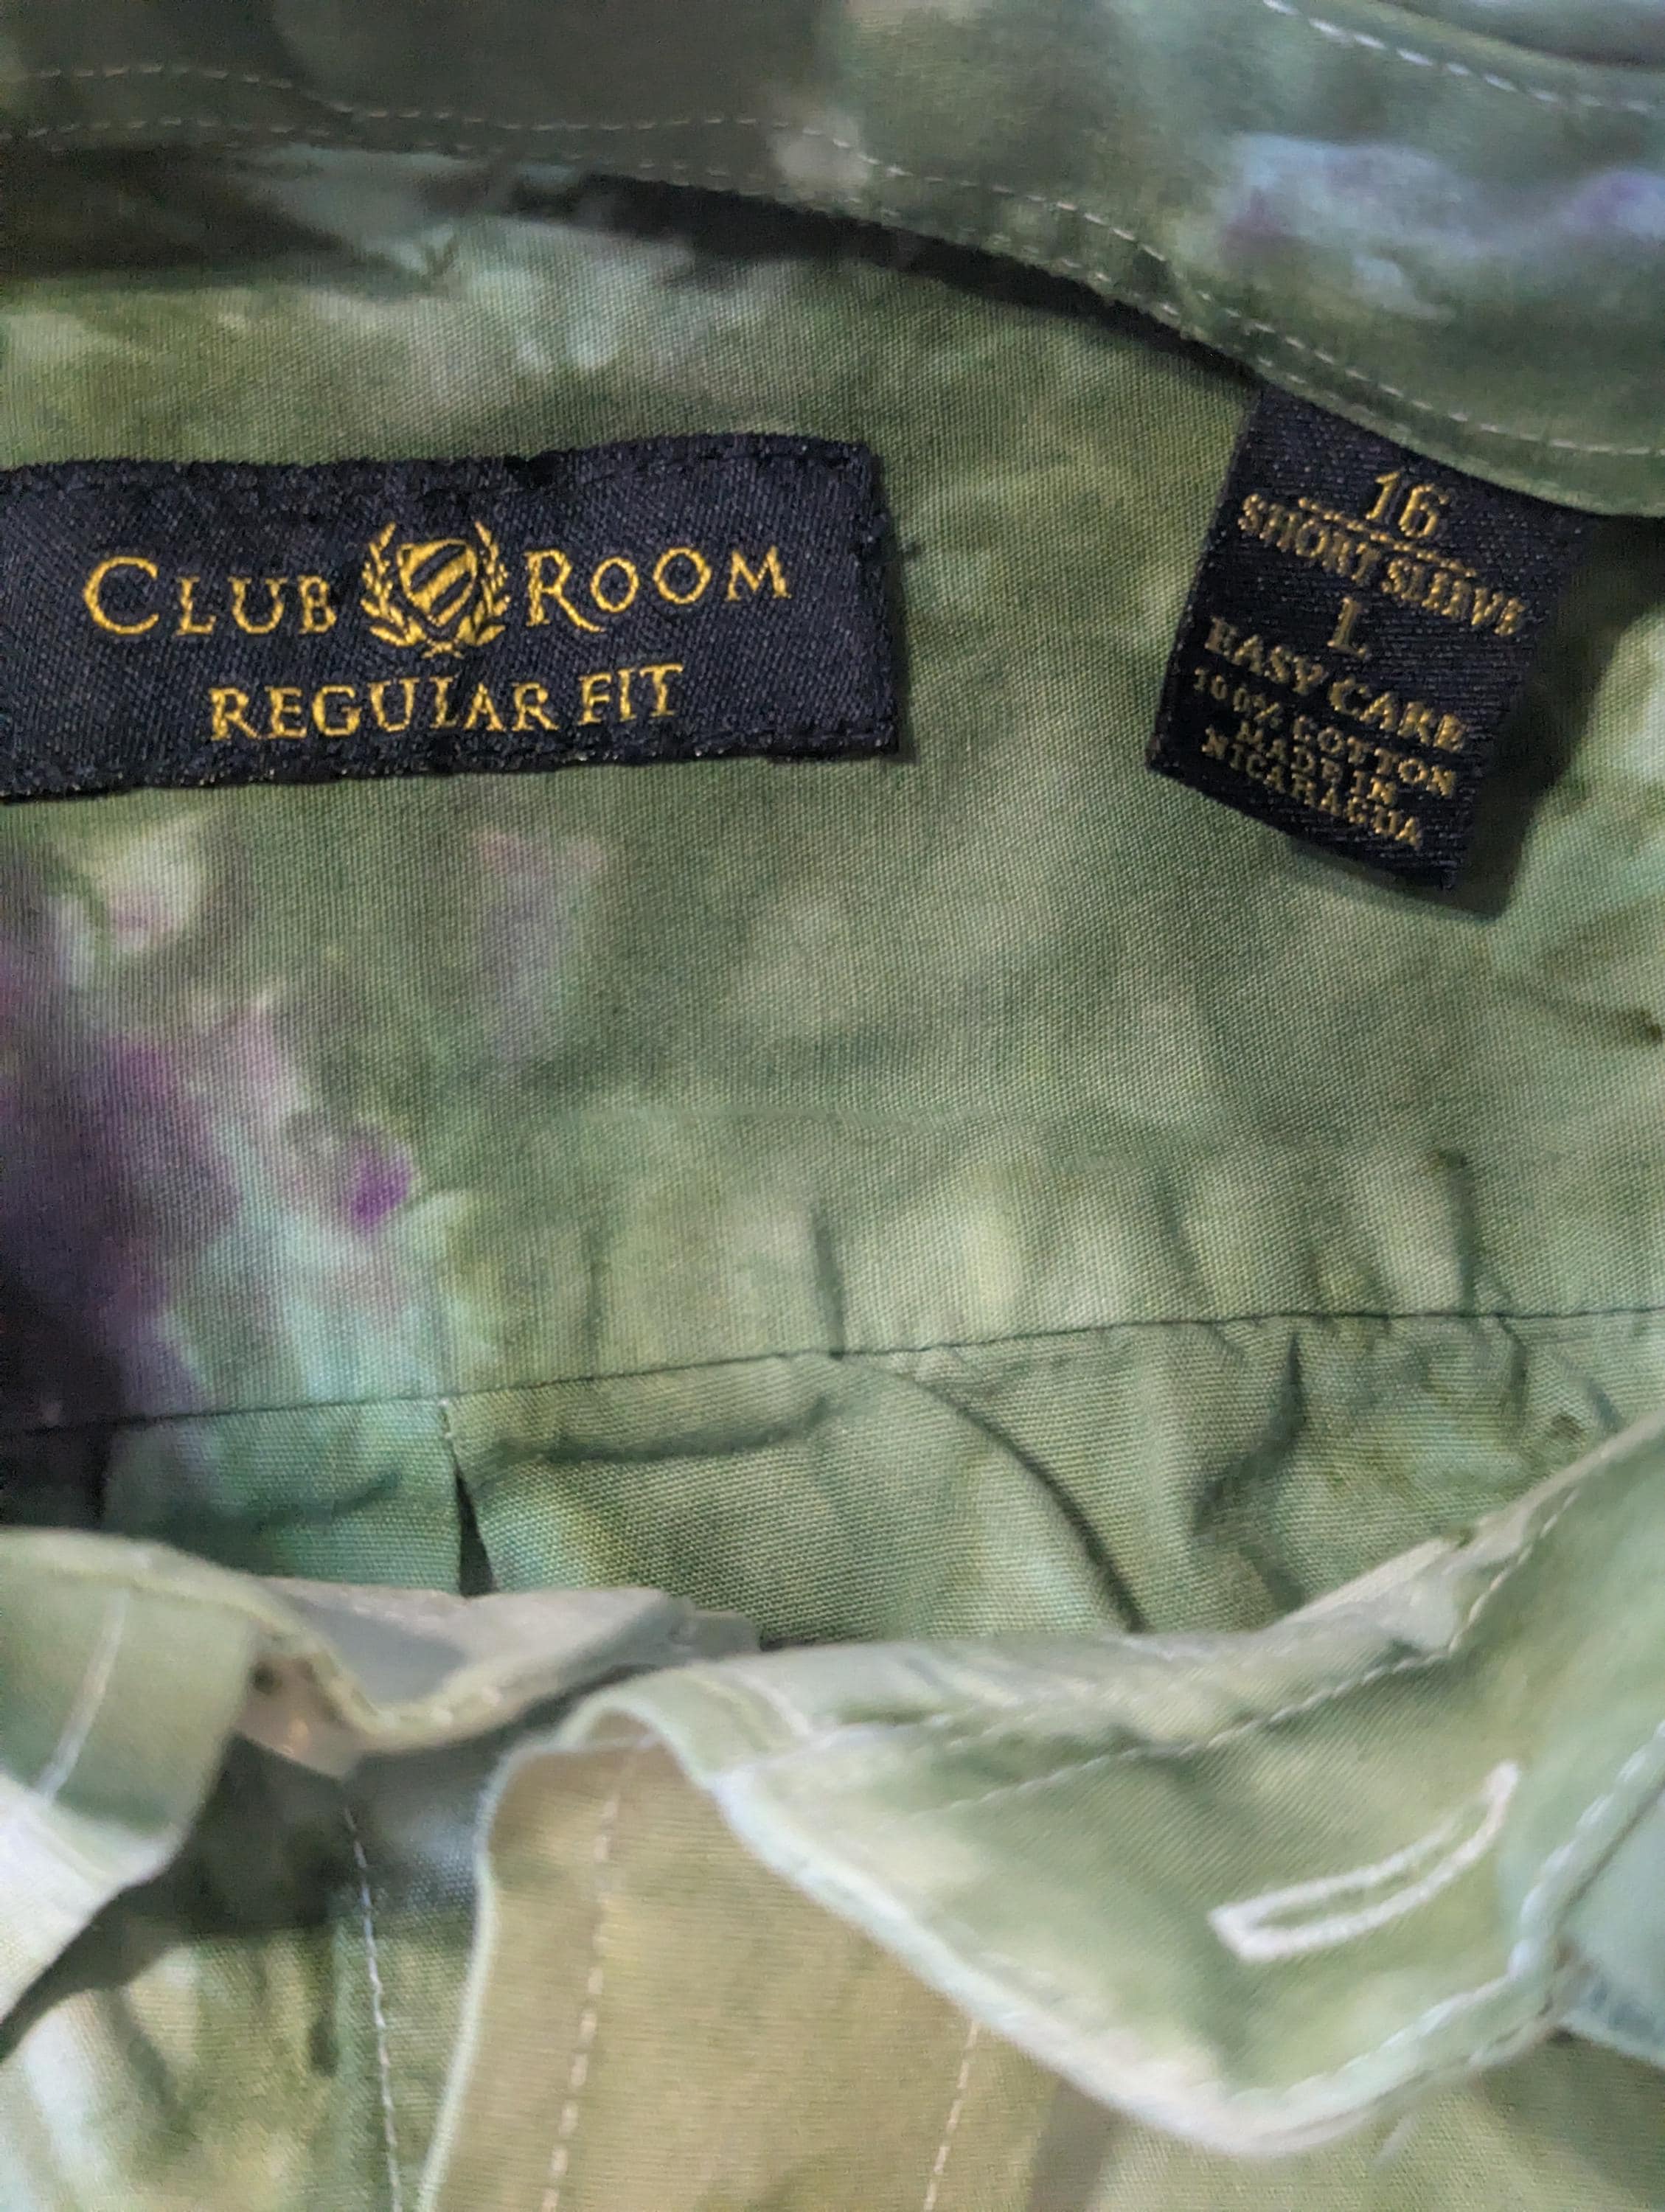 CLUB ROOM
REGULAR FIT
16
SHORT SLEEVE
L
EASY CARE
100% COTTON
MADE IN
NICARAGUA